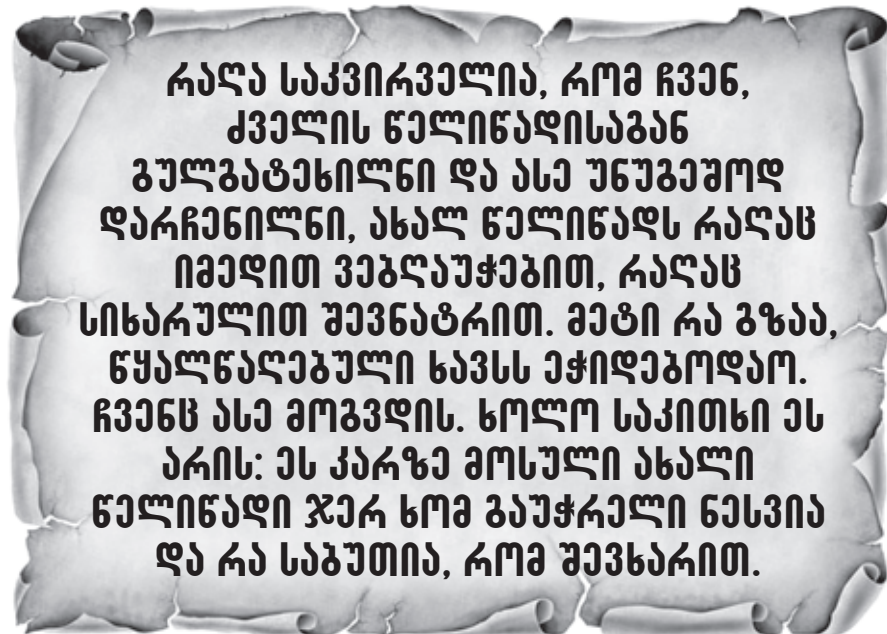 რაღა საკვირველია, რომ ჩვენ,
ძველის წელიწადისაგან
გულგატეხილნი და ასე უნუგეშოდ
დარჩენილნი, ახალ წელიწადს რაღაც
იმედით ვებღაუჭებით, რაღაც
სიხარულით შევნატრით. მეტი რა გზაა,
წყალწაღებული ხავსს ეჭიდებოდაო.
ჩვენც ასე მოგვდის. ხოლო საკითხი ეს
არის: ეს კარზე მოსული ახალი
წელიწადი ჯერ ხომ გაუჭრელი ნესვია
და რა საბუთია, რომ შევხარით.